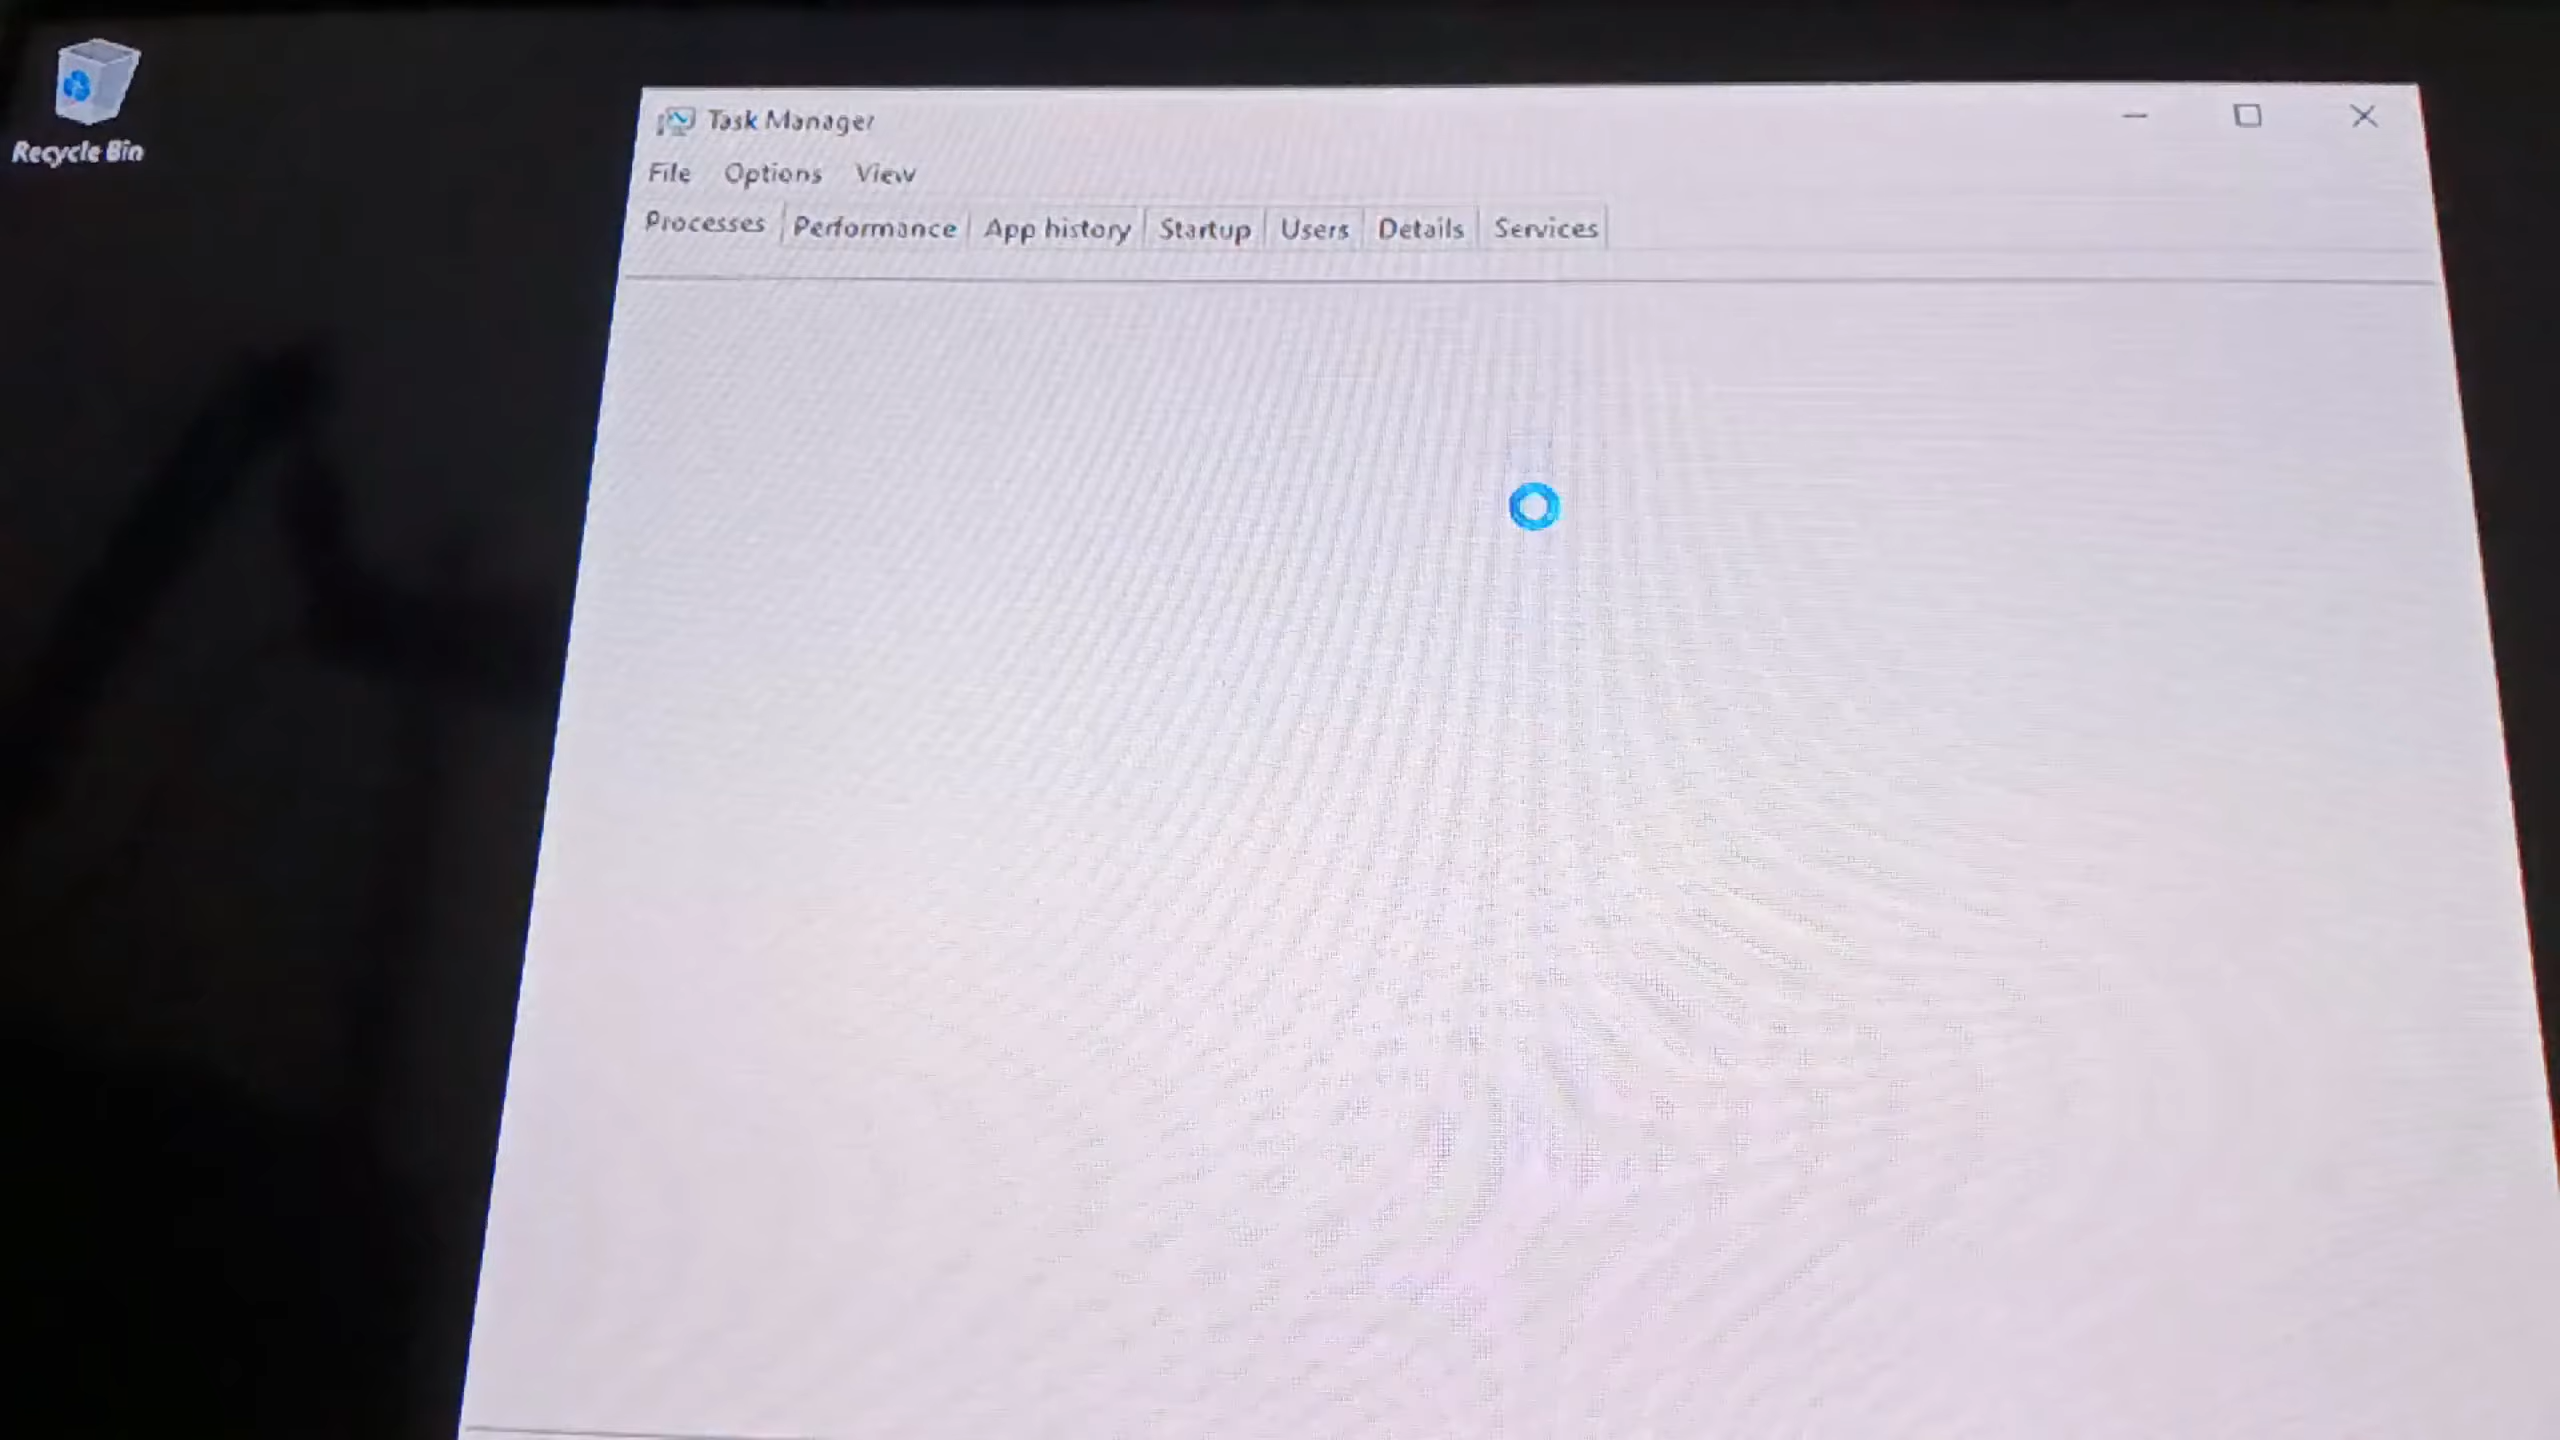 Recycle Bin
Task Manager
File Options View
Processes Performance App history Startup Users Details Services